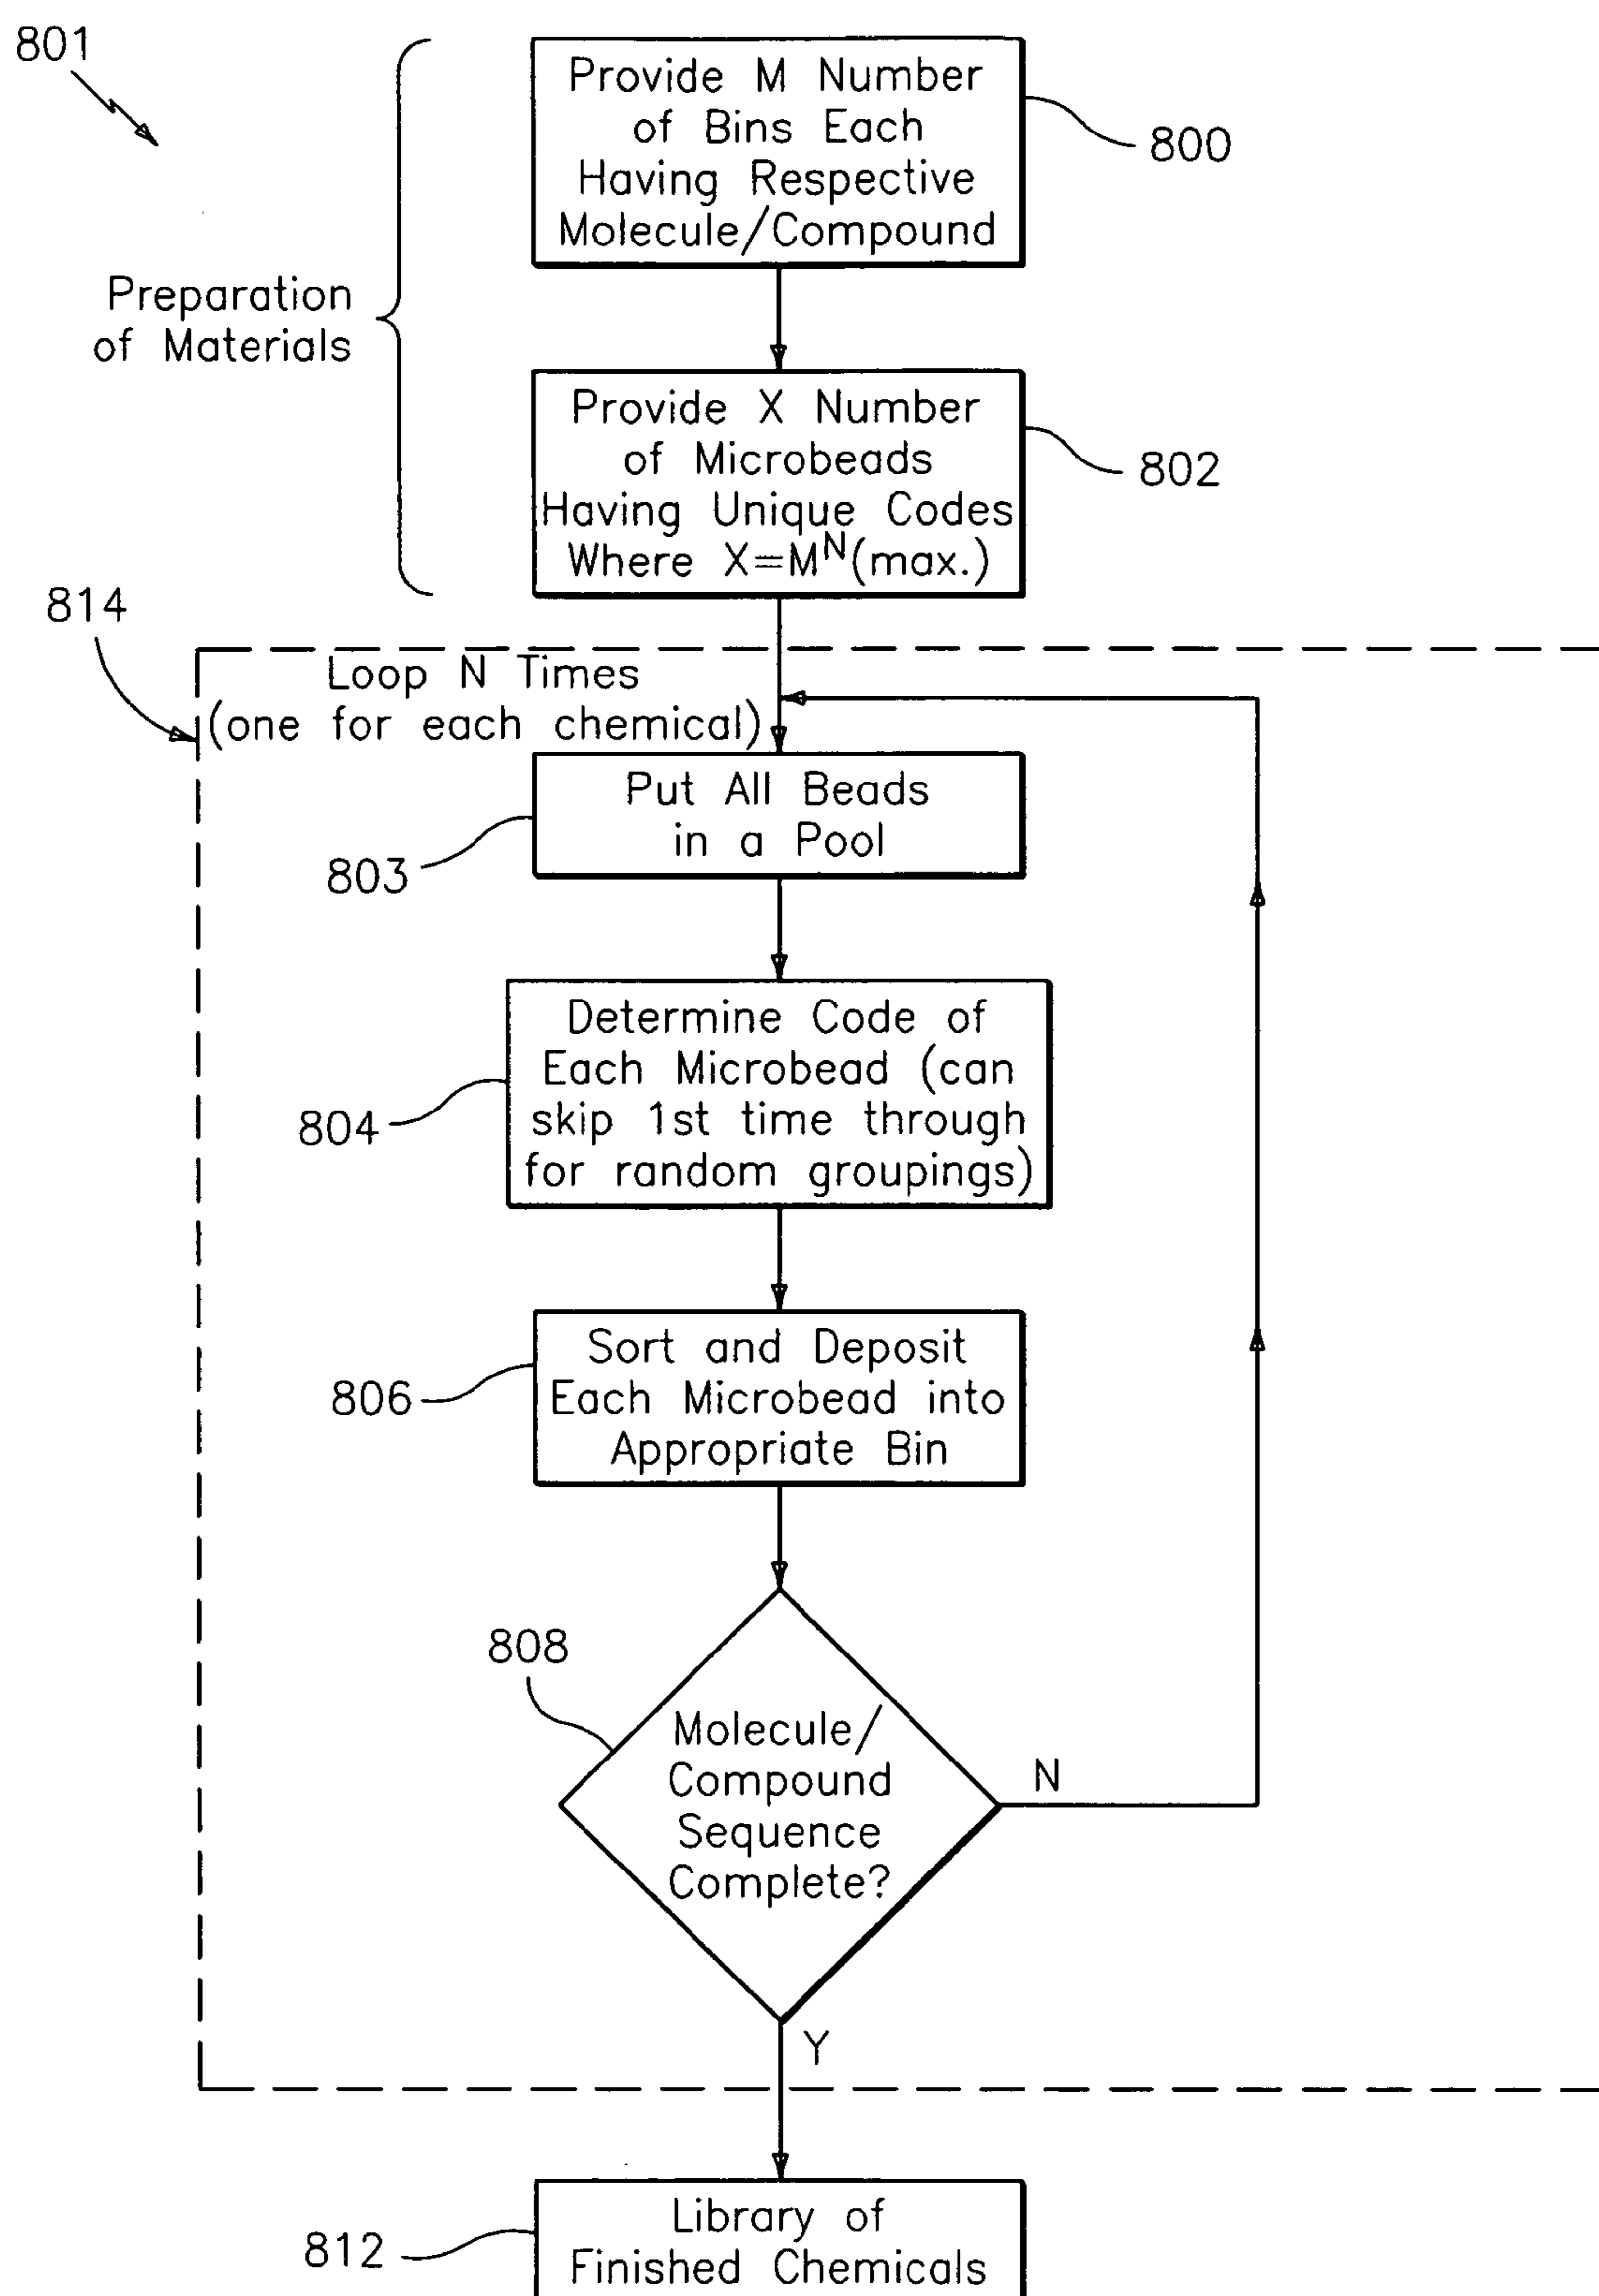 801
Provide M Number
of Bins Each
Having Respective
Molecule/Compound
800
Preparation
of Materials
Provide X Number
of Microbeads
Having Unique Codes
Where X=M^N(max.)
802
814
Loop N Times
(one for each chemical)
Put All Beads
in a Pool
803
Determine Code of
Each Microbead (can
skip 1st time through
for random groupings)
804
Sort and Deposit
Each Microbead into
Appropriate Bin
806
808
Molecule/
Compound
Sequence
Complete?
N
Y
Library of
Finished Chemicals
812